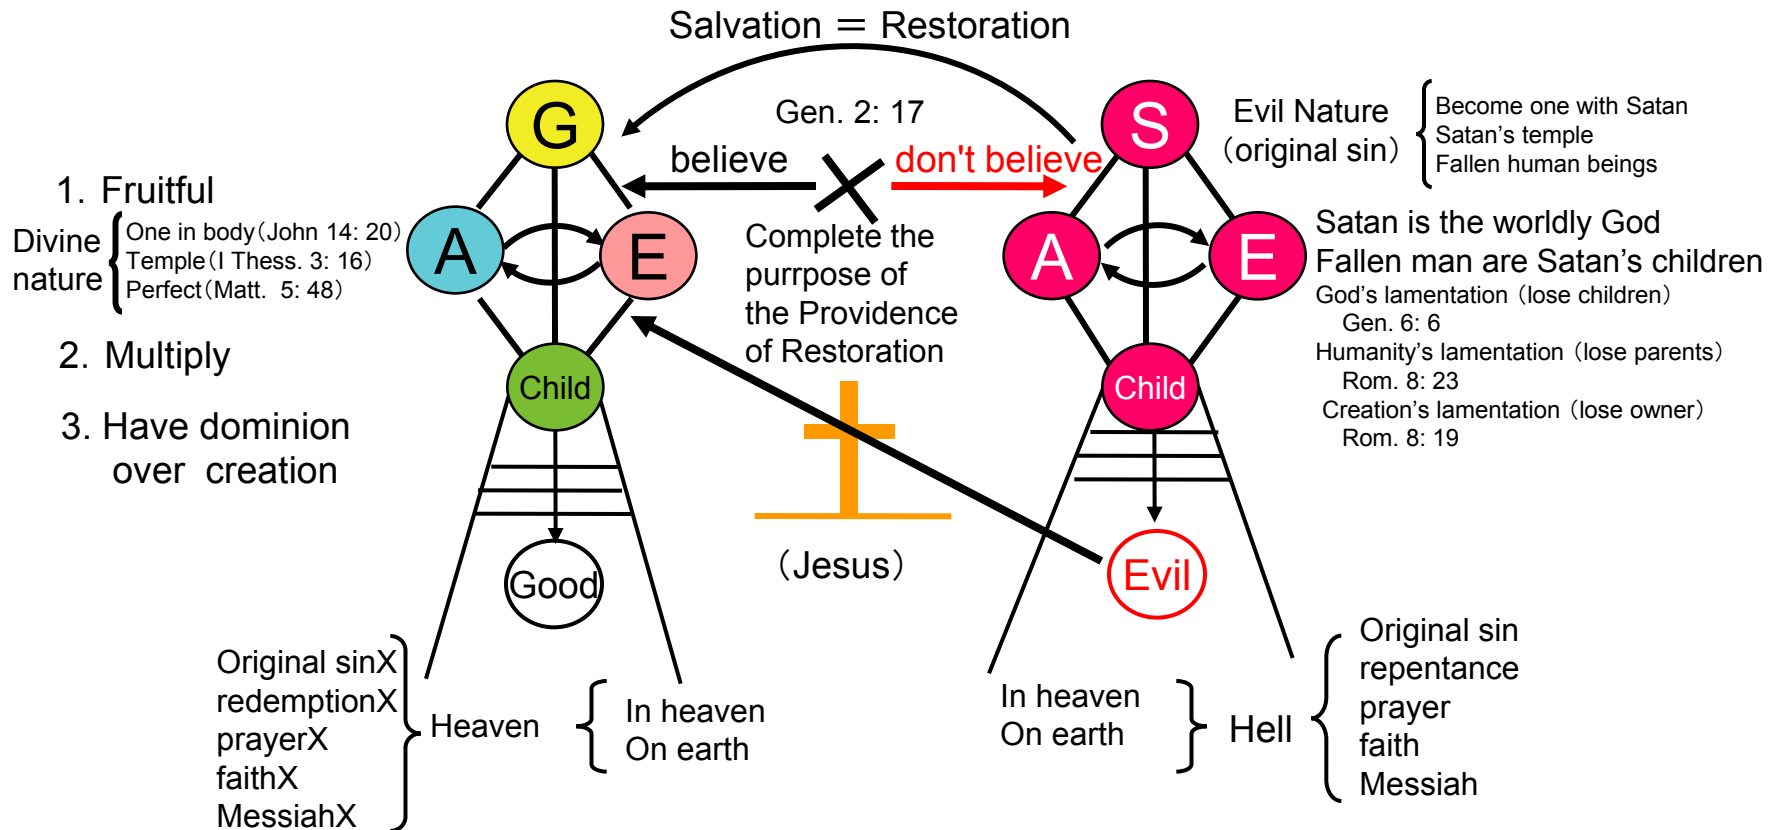 Salvation ＝ Restoration
G
Gen. 2: 17
believe
don't believe
S
Evil Nature
（original sin）
Become one with Satan
Satan's temple
Fallen human beings
1. Fruitful
Divine
nature
One in body（John 14: 20）
Temple（I Thess. 3: 16）
Perfect（Matt. 5: 48）
A
E
Complete the
purrpose of
the Providence
of Restoration
A
E
Satan is the worldly God
Fallen man are Satan's children
God's lamentation （lose children）
Gen. 6: 6
Humanity's lamentation （lose parents）
Rom. 8: 23
Creation's lamentation （lose owner）
Rom. 8: 19
2. Multiply
Child
Child
3. Have dominion
over creation
Good
（Jesus）
Evil
Original sinX
redemptionX
prayerX
faithX
MessiahX
Heaven
In heaven
On earth
In heaven
On earth
Hell
Original sin
repentance
prayer
faith
Messiah